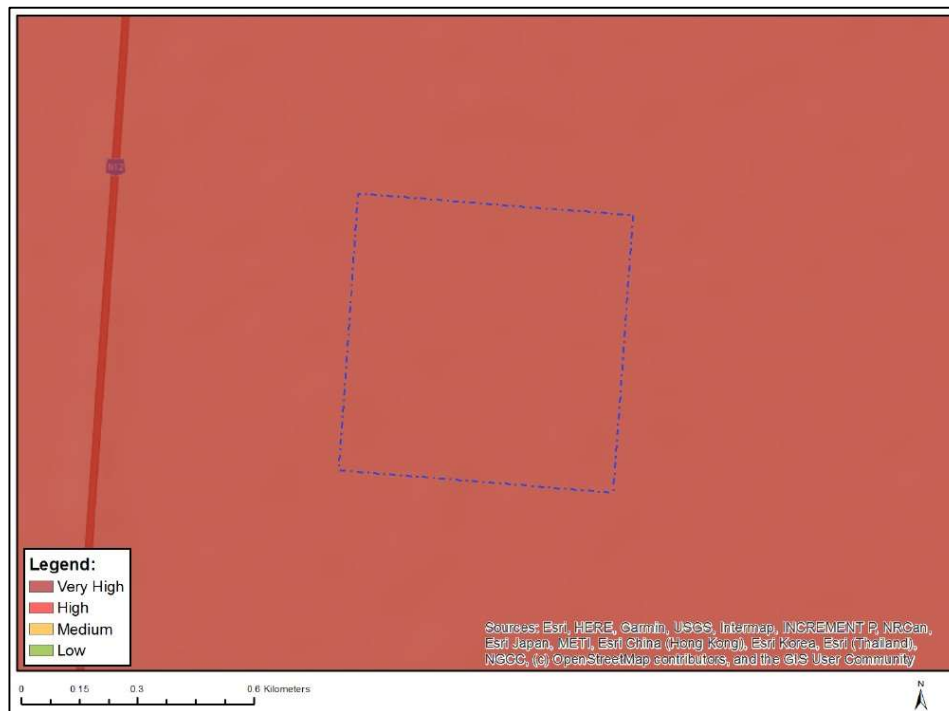 N12
Legend:
Very High
High
Medium
Low
Sources: Esri, HERE, Garmin, USGS, Intermap, INCREMENT P, NRCan,
Esri Japan, METI, Esri China (Hong Kong), Esri Korea, Esri (Thailand),
NGCC, (c) OpenStreetMap contributors, and the GIS User Community
0 0.15 0.3 0.6 Kilometers
N